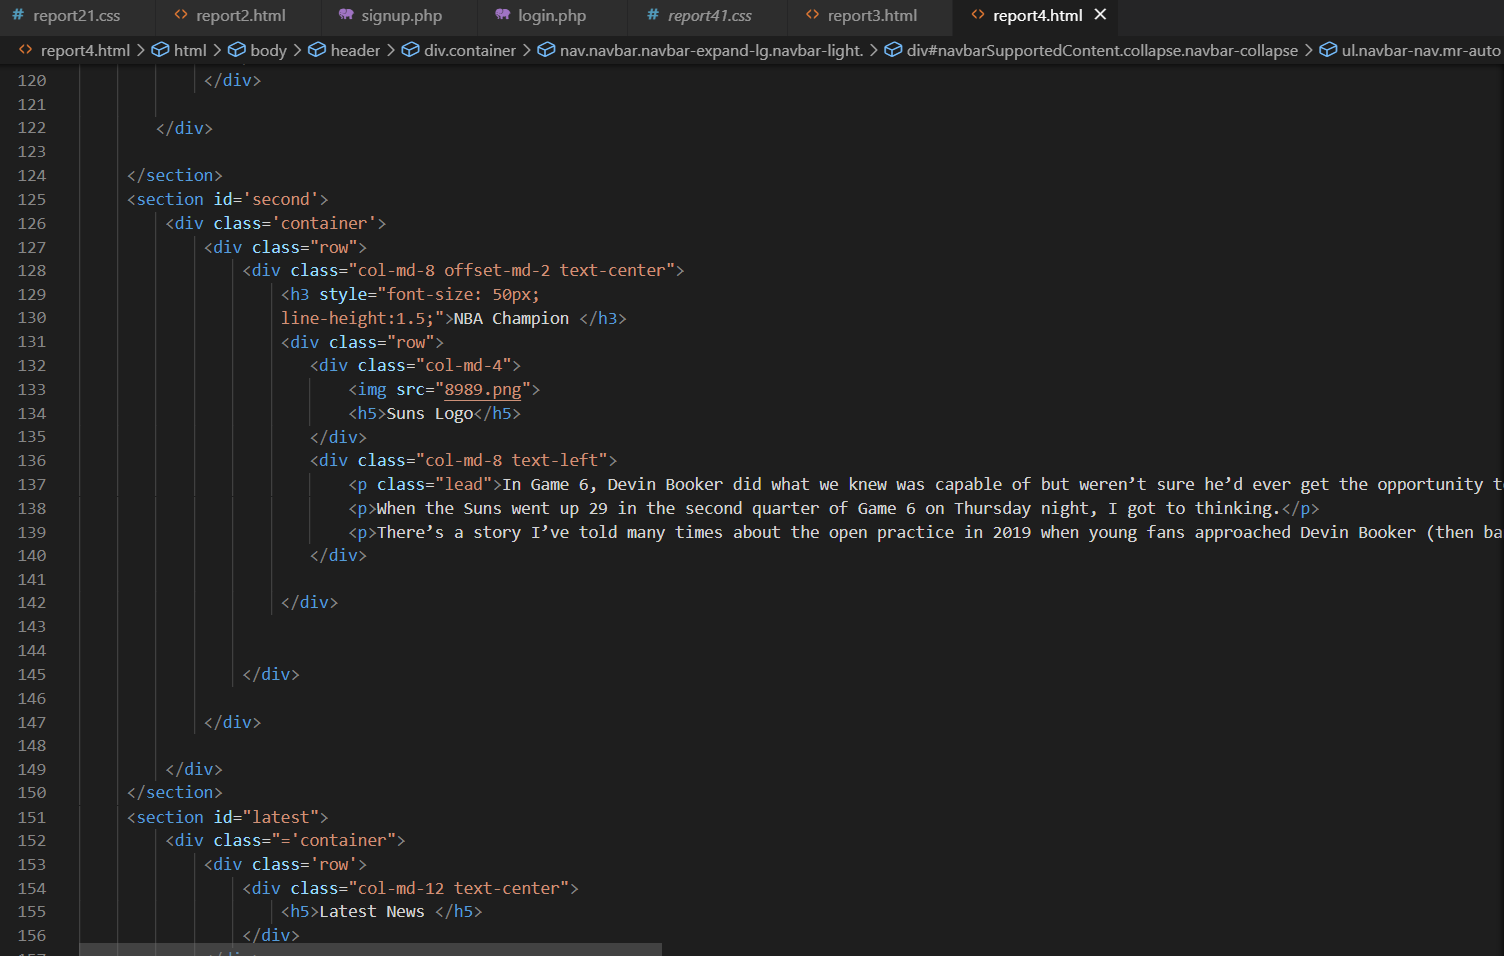 # report21.css <> report2.html signup.php login.php # report41.css <> report3.html <> report4.html ×
<> report4.html > html > body > header > div.container > nav.navbar.navbar-expand-lg.navbar-light. > div#navbarSupportedContent.collapse.navbar-collapse > ul.navbar-nav.mr-auto
120 </div>
121
122 </div>
123
124 </section>
125 <section id='second'>
126 <div class='container'>
127 <div class="row">
128 <div class="col-md-8 offset-md-2 text-center">
129 <h3 style="font-size: 50px;
130 line-height:1.5;">NBA Champion </h3>
131 <div class="row">
132 <div class="col-md-4">
133 <img src="8989.png">
134 <h5>Suns Logo</h5>
135 </div>
136 <div class="col-md-8 text-left">
137 <p class="lead">In Game 6, Devin Booker did what we knew was capable of but weren’t sure he’d ever get the opportunity
138 <p>When the Suns went up 29 in the second quarter of Game 6 on Thursday night, I got to thinking.</p>
139 <p>There’s a story I’ve told many times about the open practice in 2019 when young fans approached Devin Booker (then ba
140 </div>
141
142 </div>
143
144
145 </div>
146
147 </div>
148
149 </div>
150 </section>
151 <section id="latest">
152 <div class="='container">
153 <div class='row'>
154 <div class="col-md-12 text-center">
155 <h5>Latest News </h5>
156 </div>